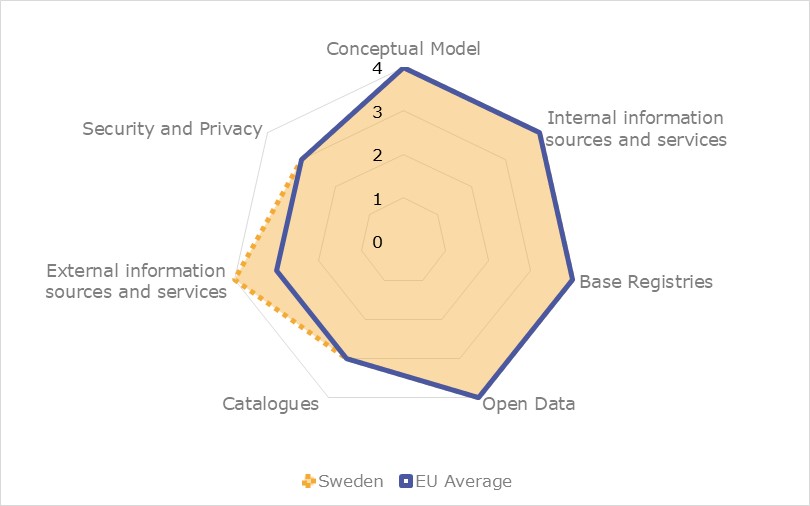 Conceptual Model
4
Internal information
sources and services
3
Security and Privacy
2
1
0
External information
sources and services
Base Registries
Catalogues
Open Data
Sweden
EU Average